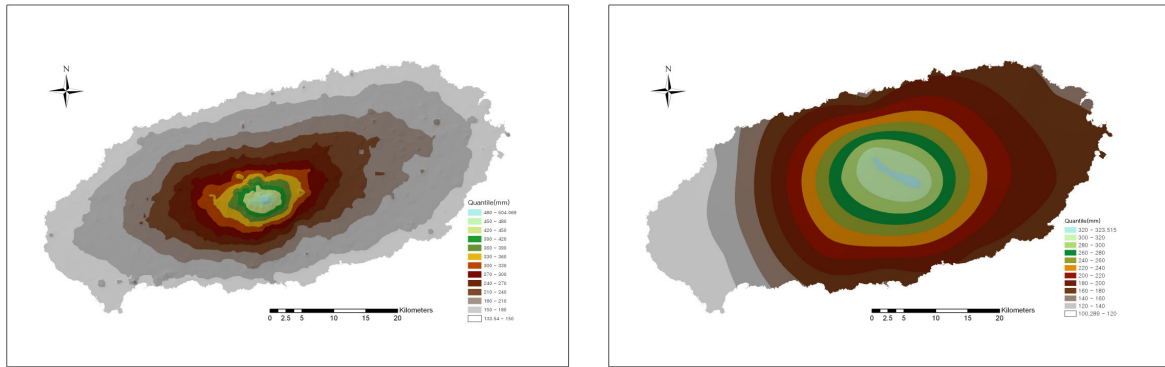 N
Quantile(mm)
480 - 504.069
450 - 480
420 - 450
390 - 420
360 - 390
330 - 360
300 - 330
270 - 300
240 - 270
210 - 240
180 - 210
150 - 180
133.54 - 150
Kilometers
0 2.5 5 10 15 20
N
Quantile(mm)
320 - 323.515
300 - 320
280 - 300
260 - 280
240 - 260
220 - 240
200 - 220
180 - 200
160 - 180
140 - 160
120 - 140
100.289 - 120
Kilometers
0 2.5 5 10 15 20